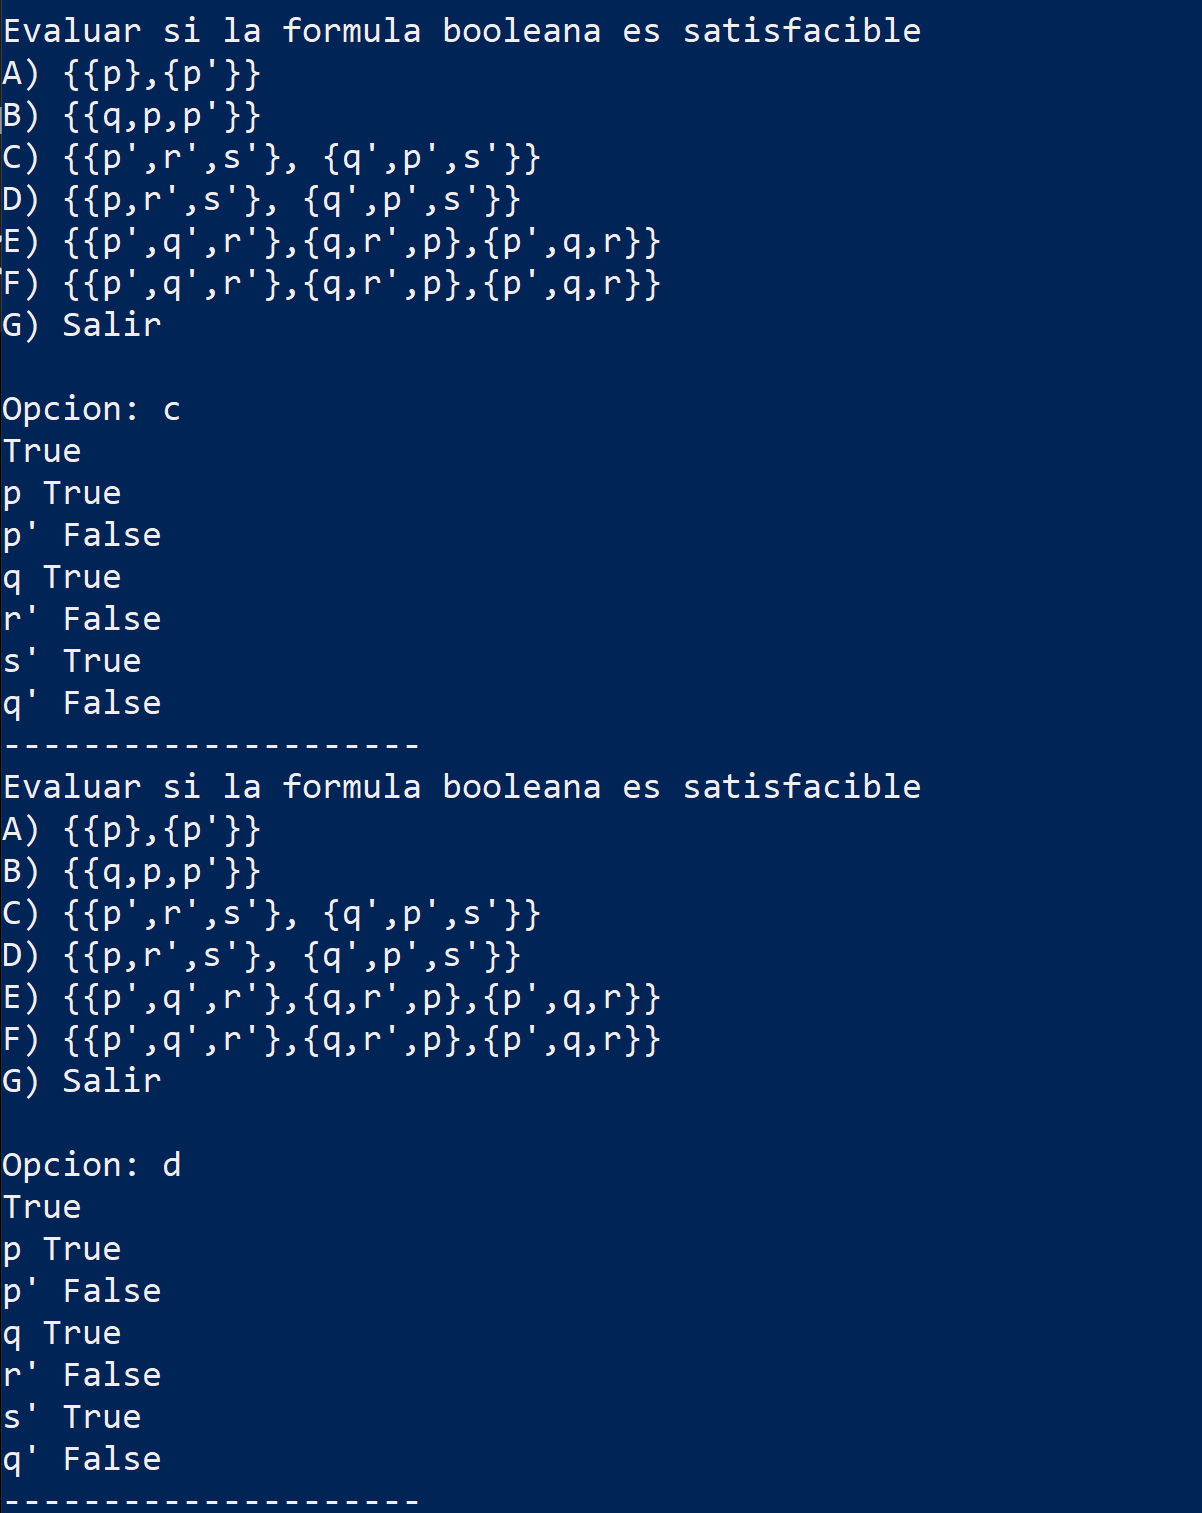 Evaluar si la formula booleana es satisfacible
A) {{p},{p'}}
B) {{q,p,p'}}
C) {{p',r',s'}, {q',p',s'}}
D) {{p,r',s'}, {q',p',s'}}
E) {{p',q',r'},{q,r',p},{p',q,r}}
F) {{p',q',r'},{q,r',p},{p',q,r}}
G) Salir
Opcion: c
True
p True
p' False
q True
r' False
s' True
q' False
---------------------
Evaluar si la formula booleana es satisfacible
A) {{p},{p'}}
B) {{q,p,p'}}
C) {{p',r',s'}, {q',p',s'}}
D) {{p,r',s'}, {q',p',s'}}
E) {{p',q',r'},{q,r',p},{p',q,r}}
F) {{p',q',r'},{q,r',p},{p',q,r}}
G) Salir
Opcion: d
True
p True
p' False
q True
r' False
s' True
q' False
---------------------